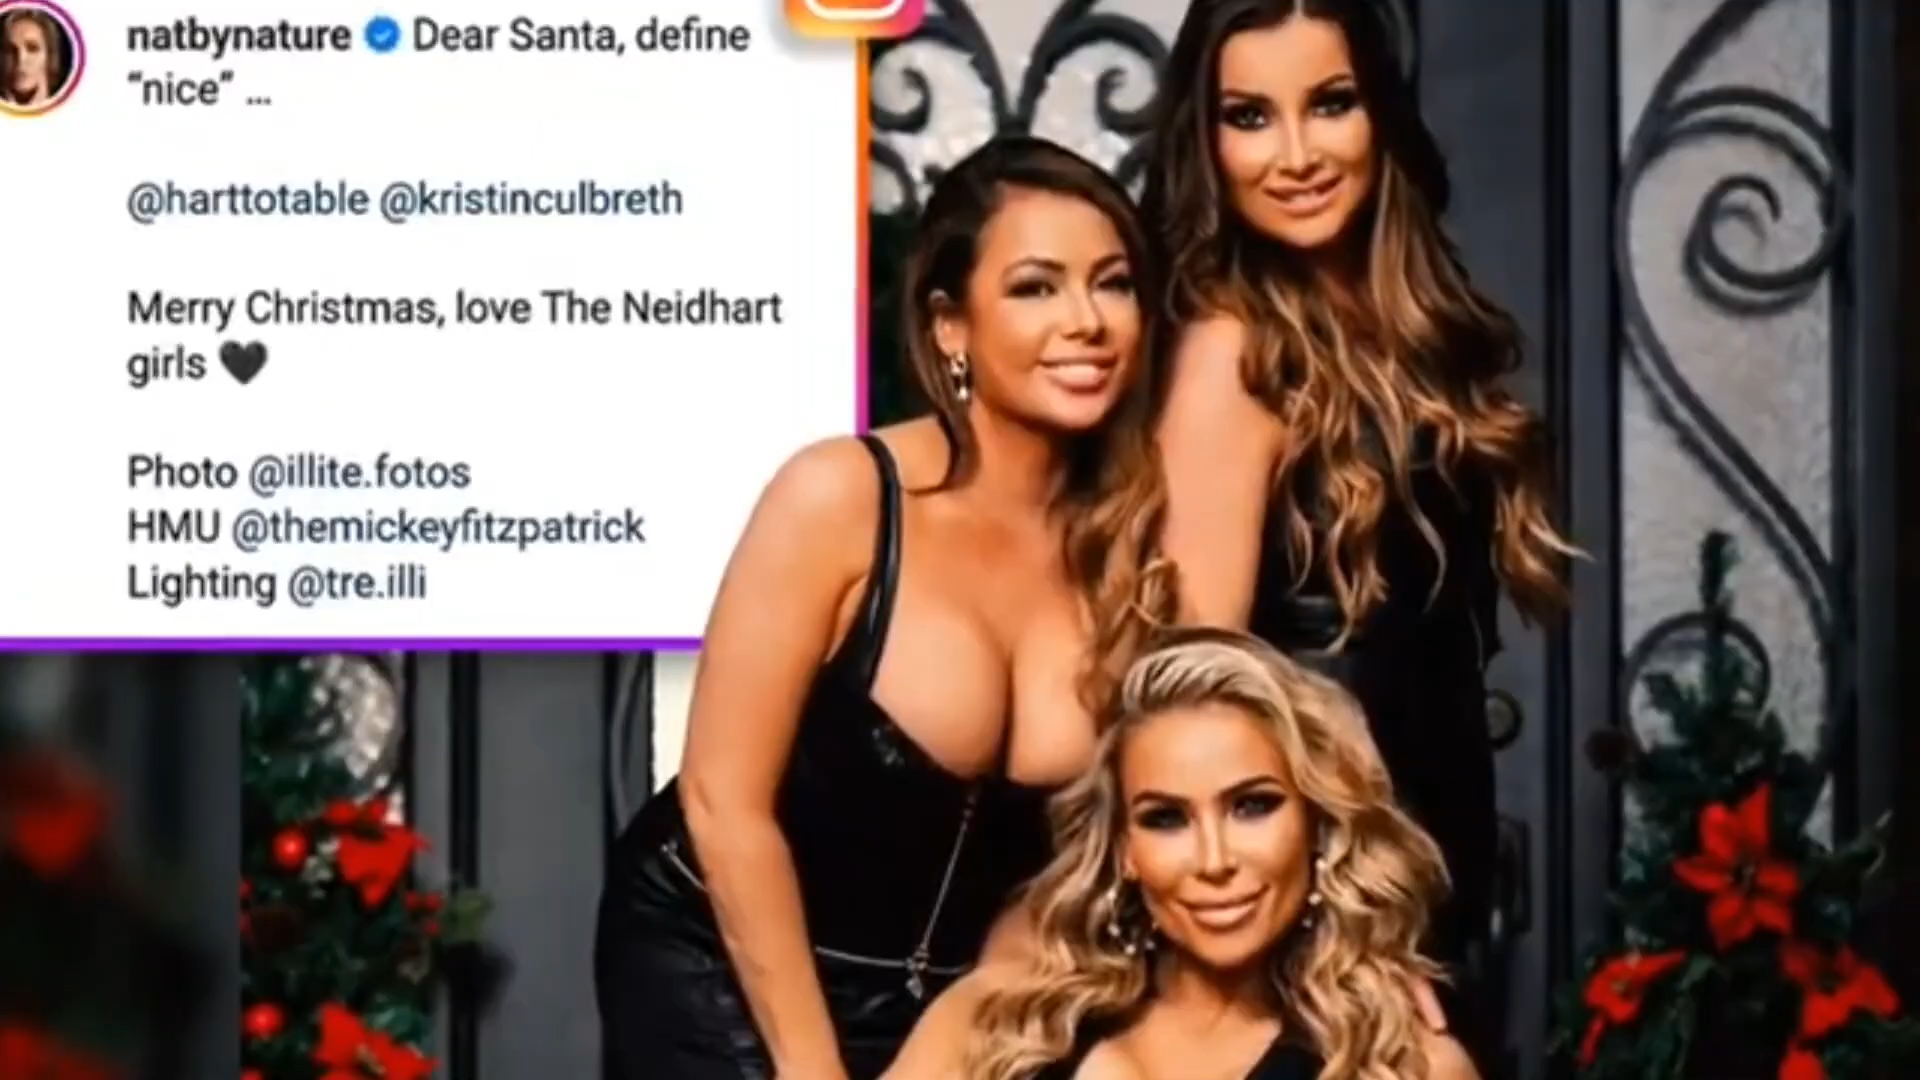 natbynature Dear Santa, define
“nice” ...
@harttotable @kristinculbreth
Merry Christmas, love The Neidhart
girls 🖤
Photo @illite.fotos
HMU @themickeyfitzpatrick
Lighting @tre.illi